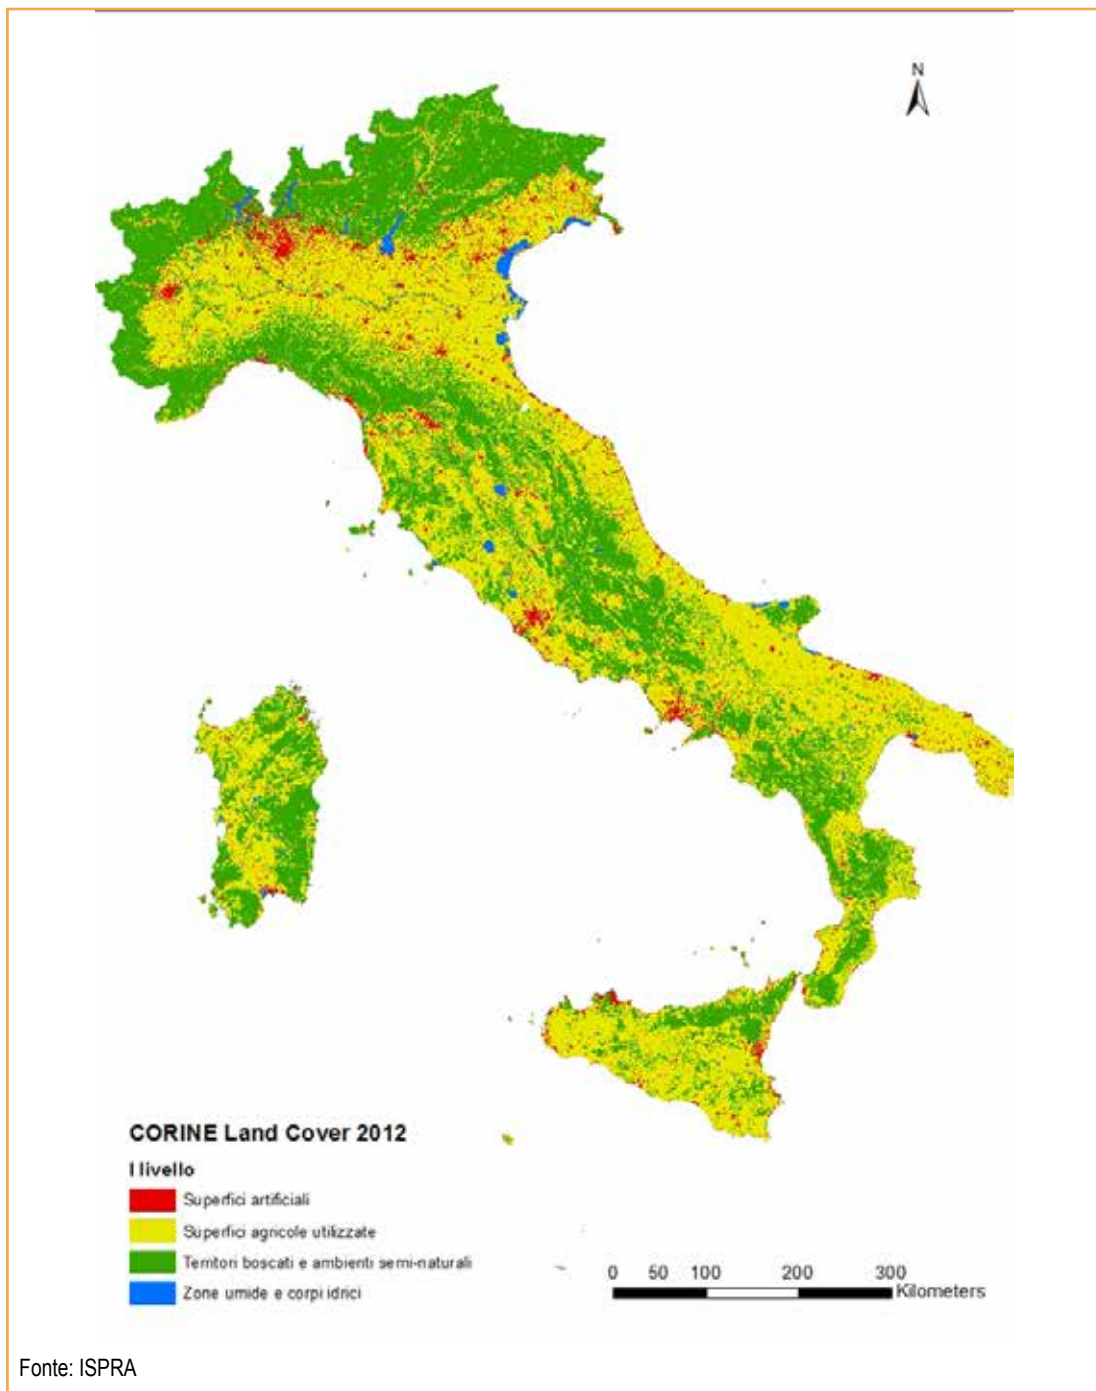 N
CORINE Land Cover 2012
I livello
Superfici artificiali
Superfici agricole utilizzate
Territori boscati e ambienti semi-naturali
Zone umide e corpi idrici
0 50 100 200 300
Kilometers
Fonte: ISPRA